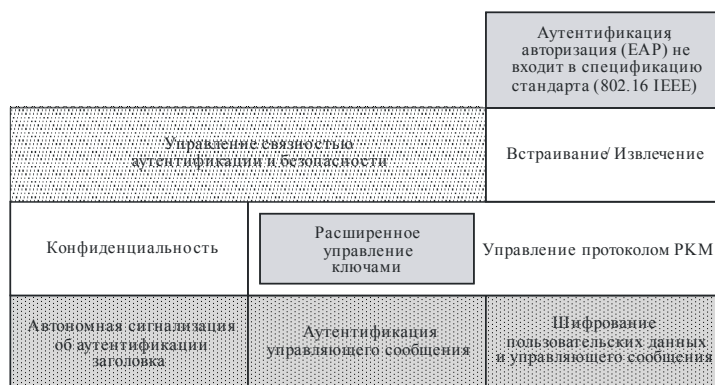 Аутентификация,
авторизация (EAP) не
входит в спецификацию
стандарта (802.16 IEEE)
Управление связностью
аутентификации и безопасности
Встраивание/ Извлечение
Конфиденциальность
Расширенное
управление
ключами
Управление протоколом PKM
Автономная сигнализация
об аутентификации
заголовка
Аутентификация
управляющего сообщения
Шифрование
пользовательских данных
и управляющего сообщения